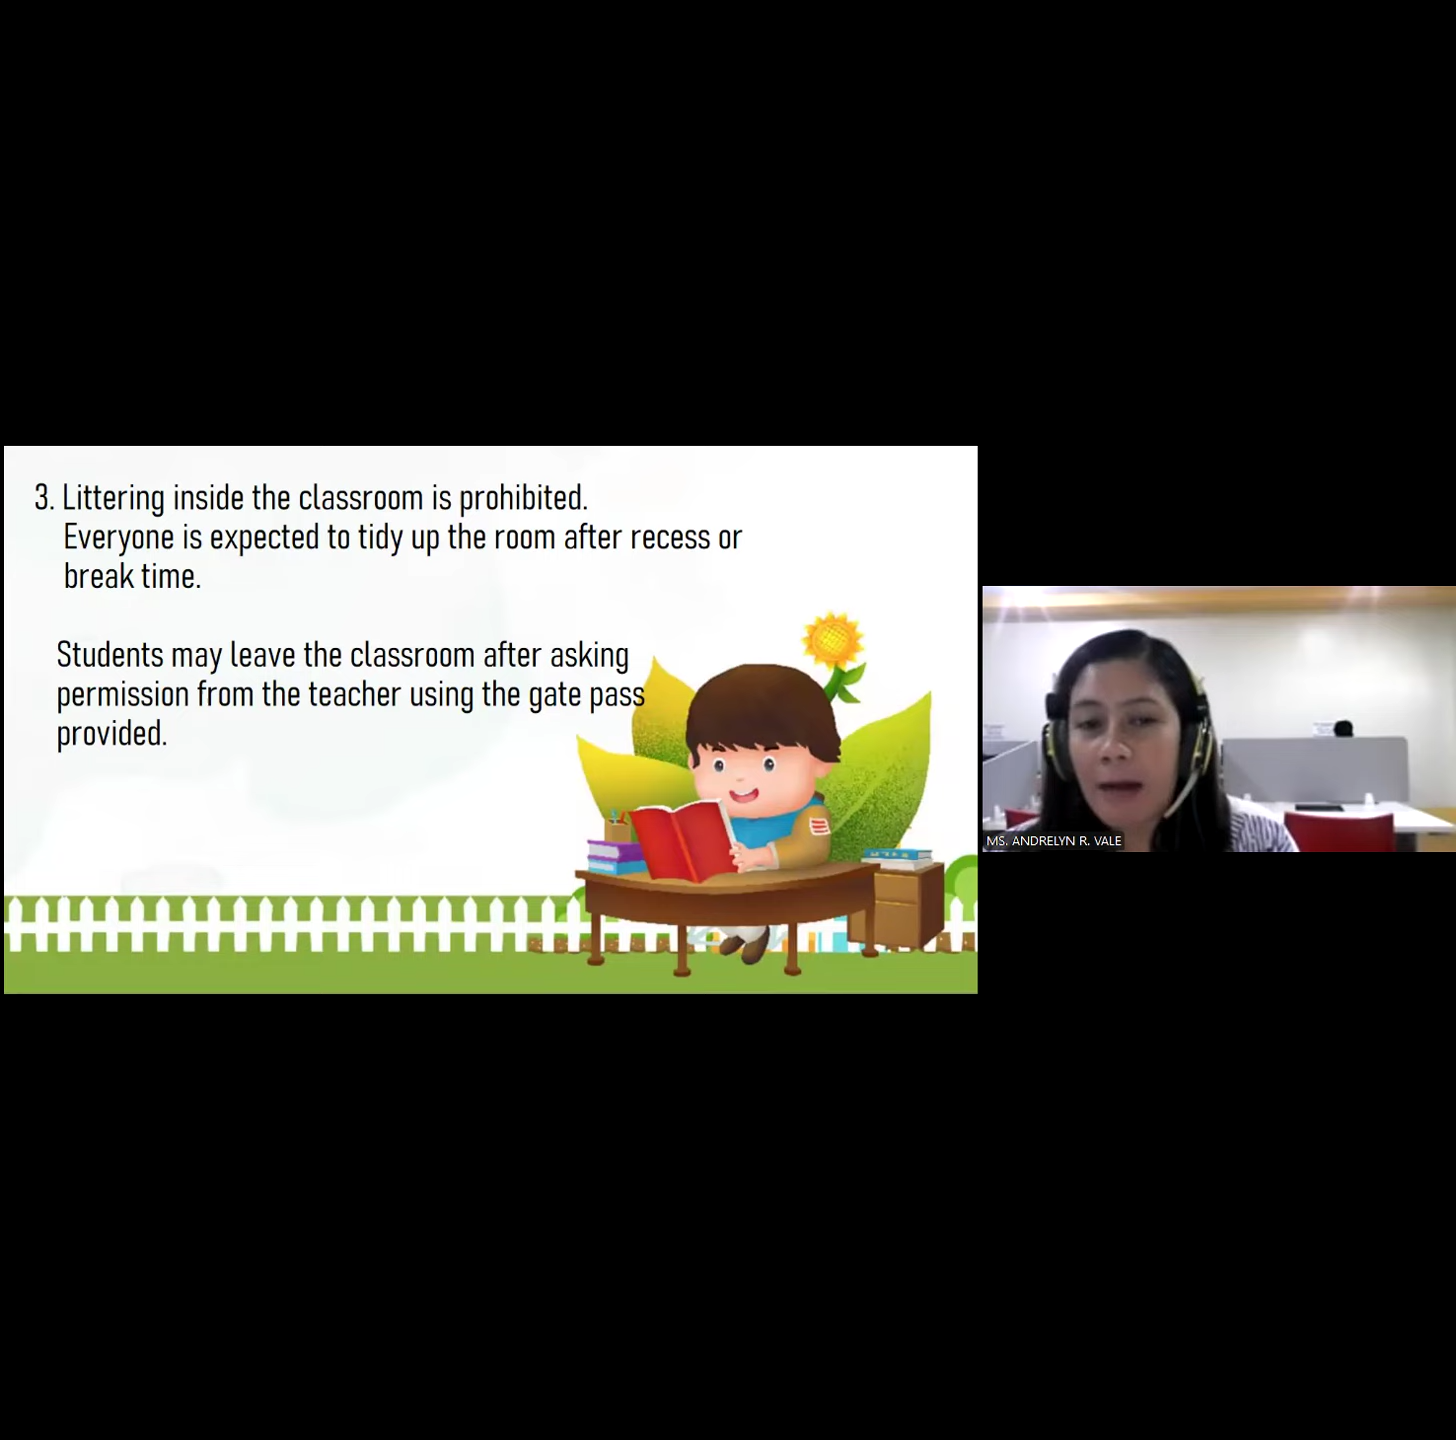 3. Littering inside the classroom is prohibited.
Everyone is expected to tidy up the room after recess or
break time.
Students may leave the classroom after asking
permission from the teacher using the gate pass
provided.
MS. ANDRELYN R. VALE